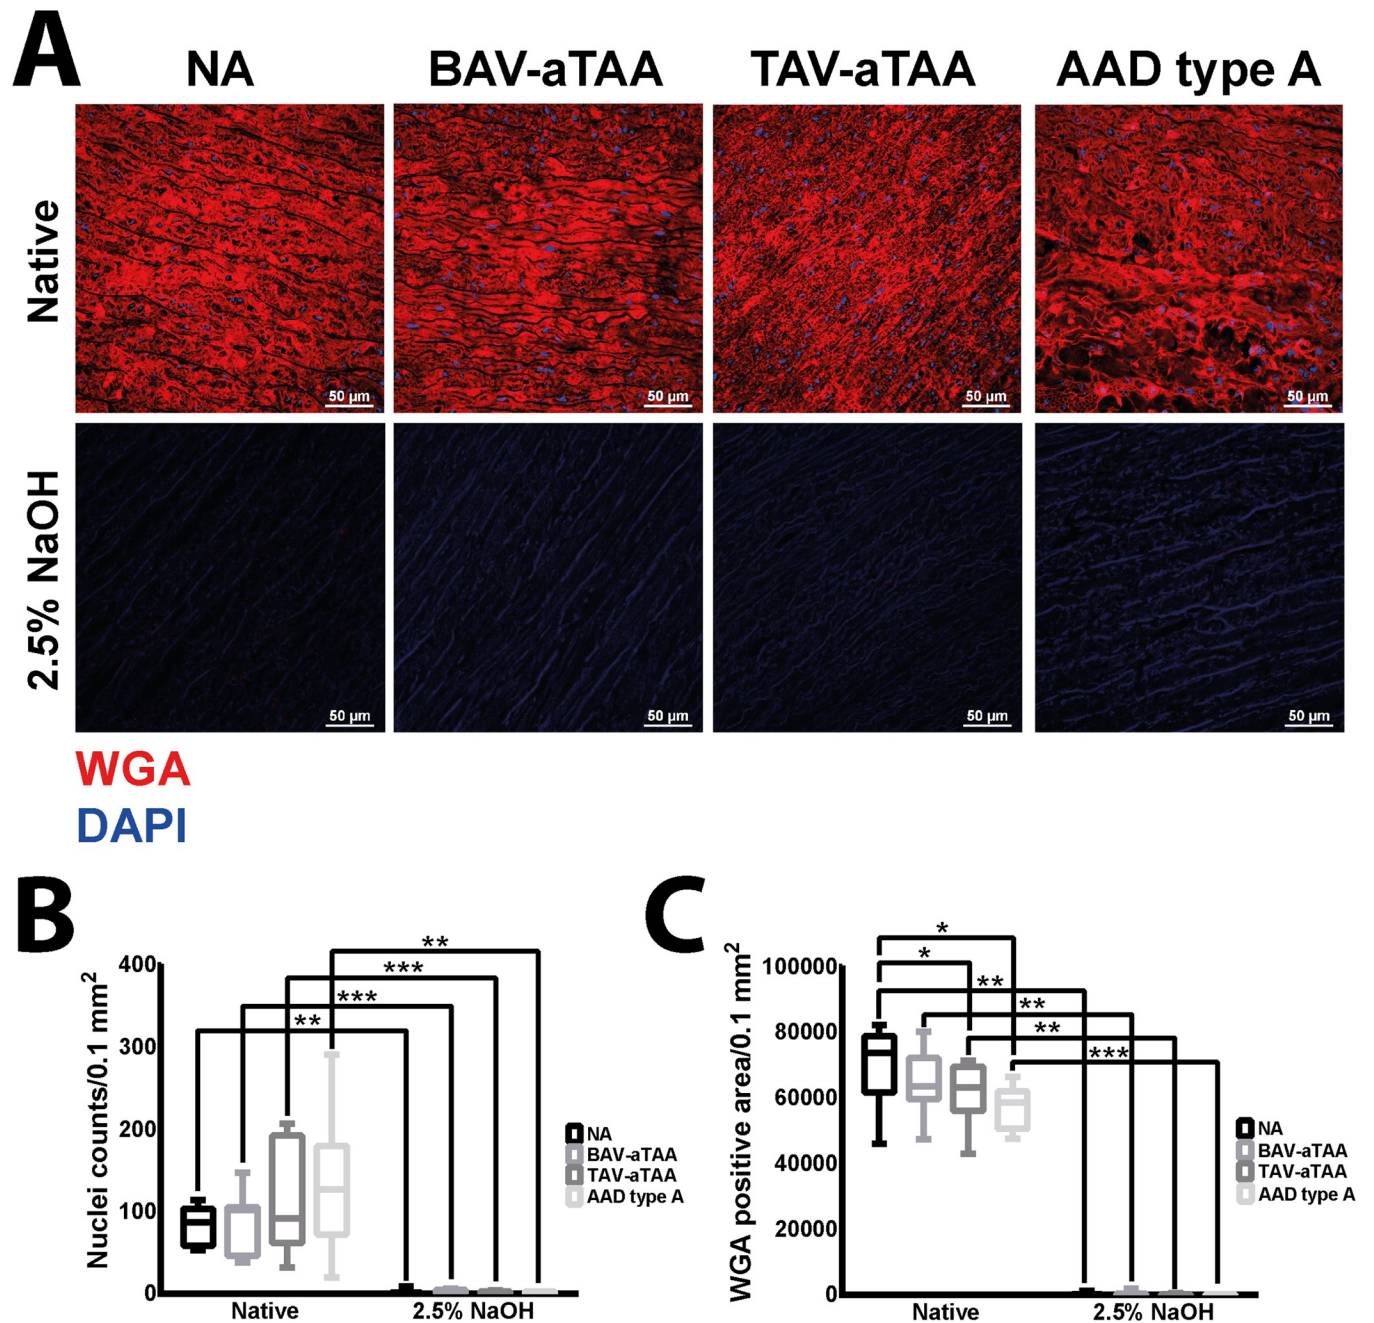 A
NA BAV-aTAA TAV-aTAA AAD type A
Native
50 µm 50 µm 50 µm 50 µm
2.5% NaOH
50 µm 50 µm 50 µm 50 µm
WGA
DAPI
B
Nuclei counts/0.1 mm2
400
300
200
100
0
**
***
***
**
Native 2.5% NaOH
NA
BAV-aTAA
TAV-aTAA
AAD type A
C
WGA positive area/0.1 mm2
100000
80000
60000
40000
20000
0
*
*
**
**
**
***
Native 2.5% NaOH
NA
BAV-aTAA
TAV-aTAA
AAD type A